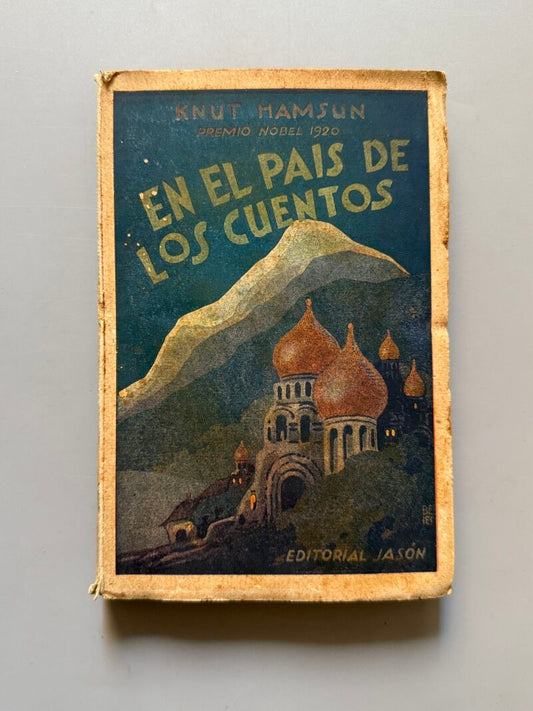 KNUT HAMSUN
PREMIO NOBEL 1920
EN EL PAIS DE
LOS CUENTOS
EDITORIAL JASÓN